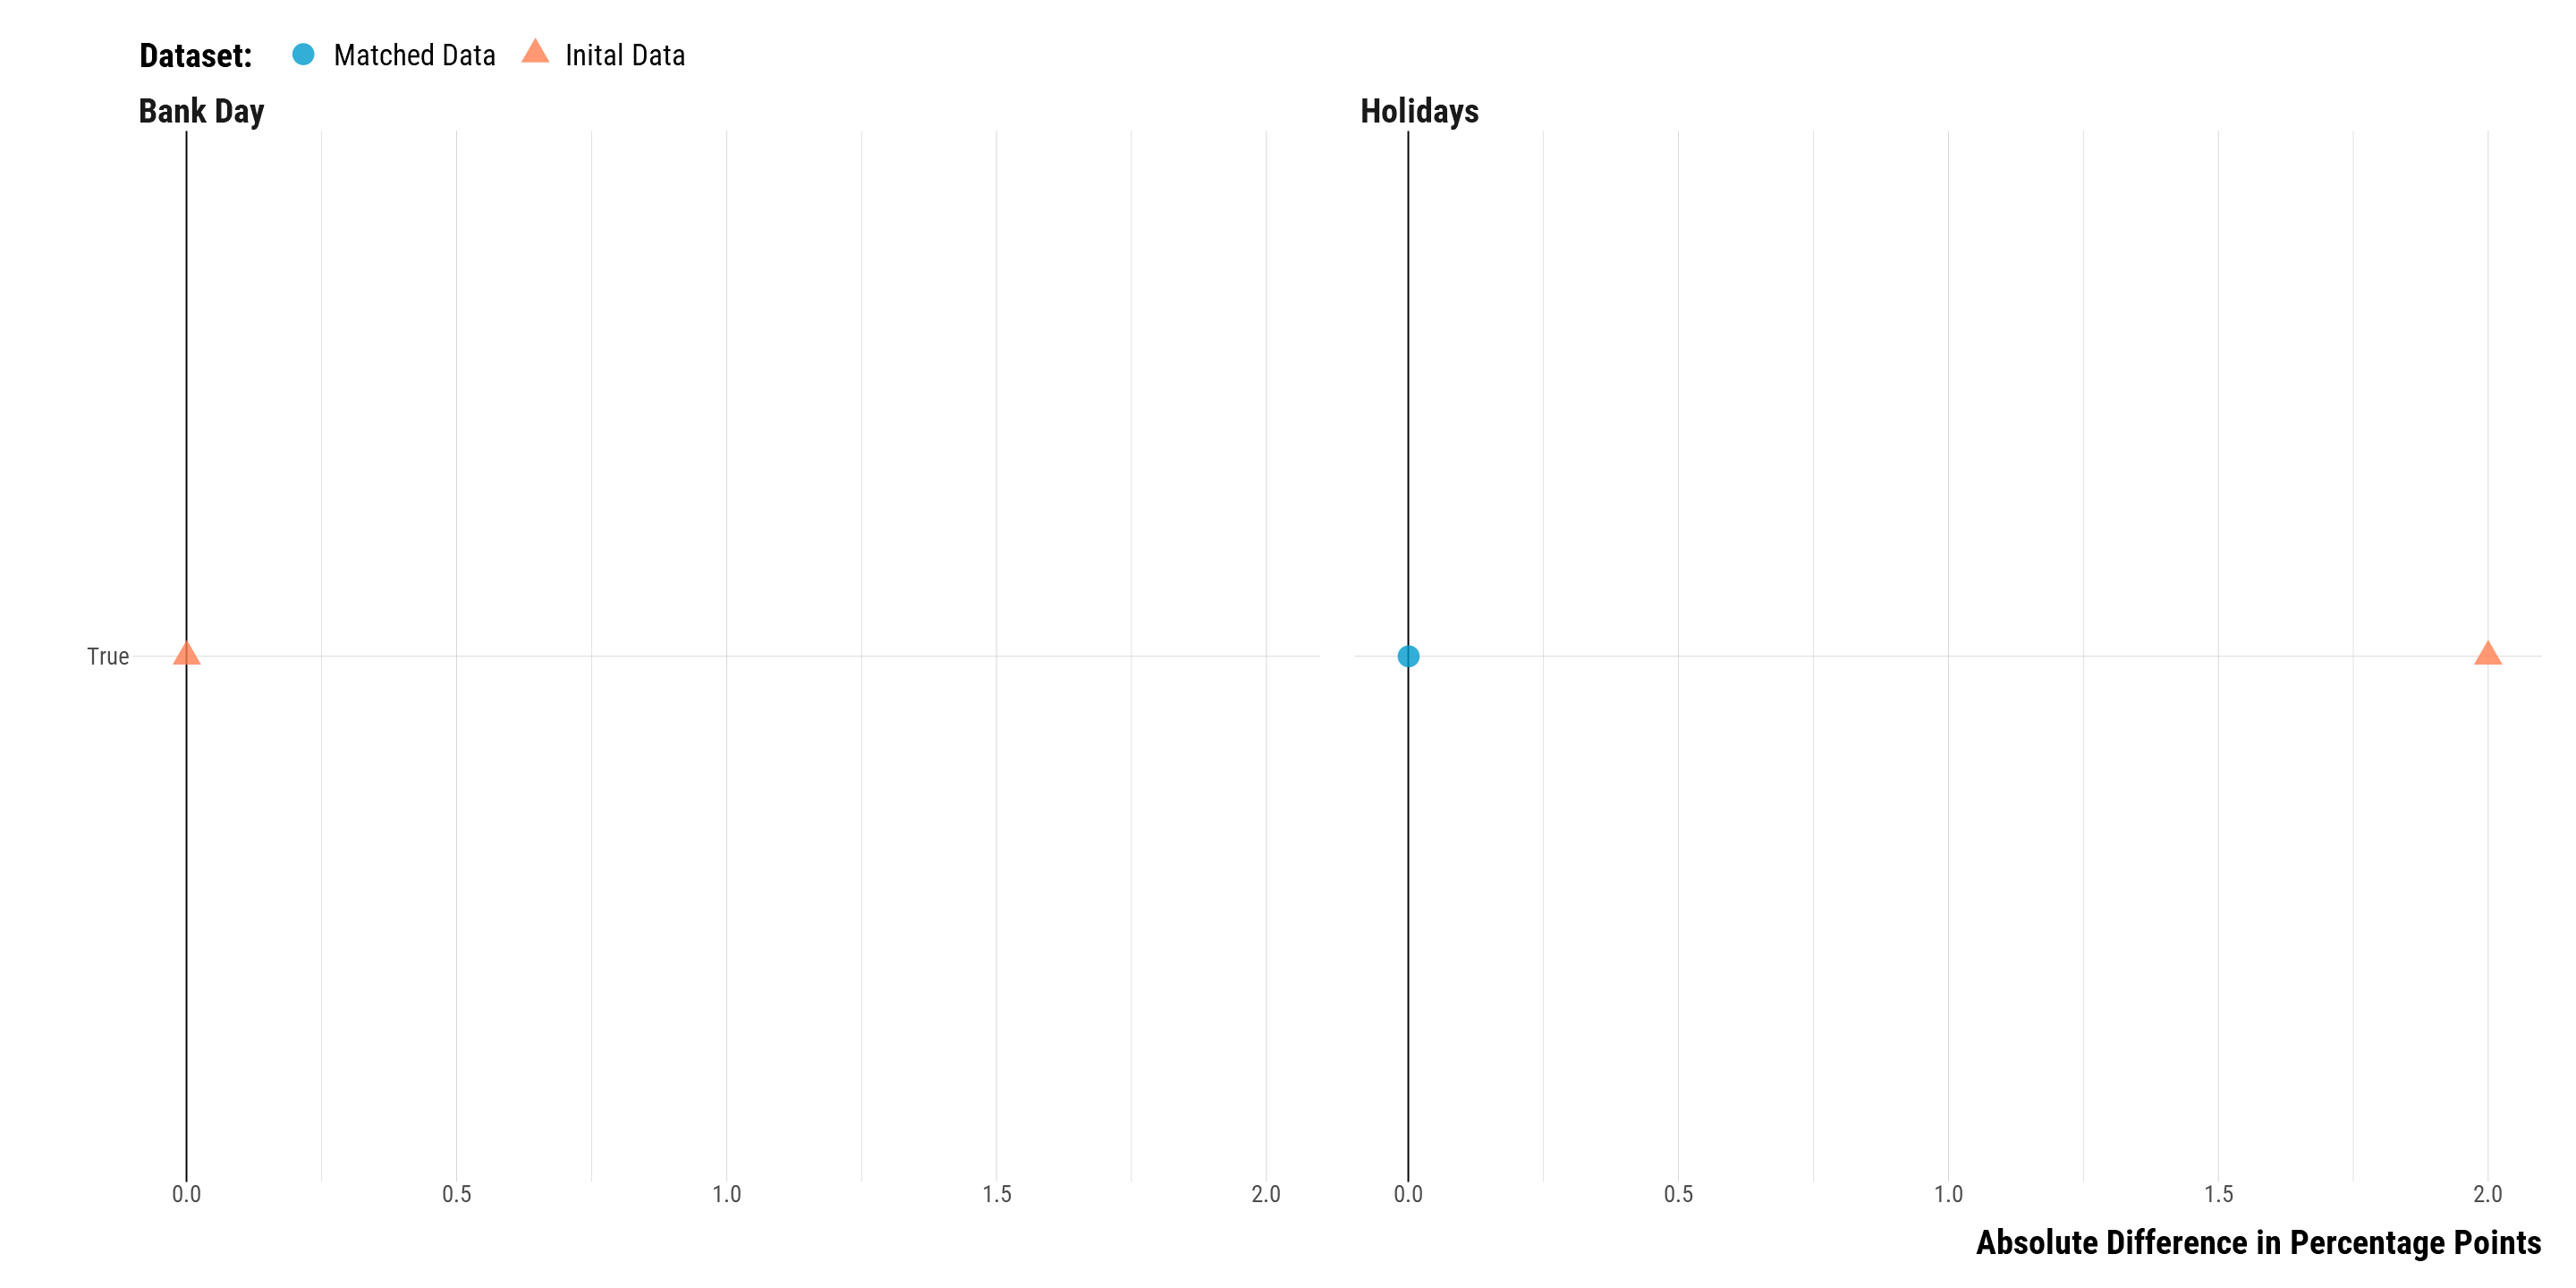 Dataset: Matched Data Inital Data
Bank Day Holidays
True
0.0 0.5 1.0 1.5 2.0 0.0 0.5 1.0 1.5 2.0
Absolute Difference in Percentage Points